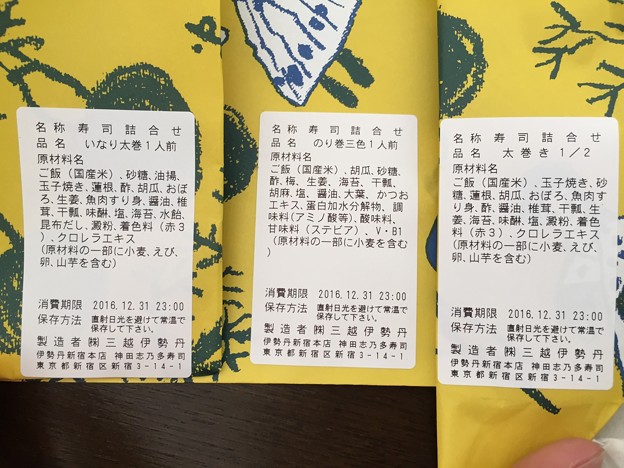 名称 寿司詰合せ
品名 いなり太巻1人前
原材料名
ご飯(国産米)、砂糖、油揚、
玉子焼き、蓮根、酢、胡瓜、おぼ
ろ、生姜、魚肉すり身、醤油、椎
茸、干瓢、味醂、塩、海苔、水飴、
昆布だし、澱粉、着色料(赤3
)、クロレラエキス
(原材料の一部に小麦、えび、
卵、山芋を含む)
消費期限 2016.12.31 23:00
保存方法 直射日光を避けて常温で
保存して下さい。
製造者 ㈱三越伊勢丹
伊勢丹新宿本店 神田志乃多寿司
東京都新宿区新宿3-14-1
名称 寿司詰合せ
品名 のり巻三色1人前
原材料名
ご飯(国産米)、胡瓜、砂糖、
酢、梅、生姜、海苔、干瓢、
胡麻、塩、醤油、大葉、かつお
エキス、蛋白加水分解物、調
味料(アミノ酸等)、酸味料、
甘味料(ステビア)、V・B1
(原材料の一部に小麦を含む
)
消費期限 2016.12.31 23:00
保存方法 直射日光を避けて常温で
保存して下さい。
製造者 ㈱三越伊勢丹
伊勢丹新宿本店 神田志乃多寿司
東京都新宿区新宿3-14-1
名称 寿司詰合せ
品名 太巻き1/2
原材料名
ご飯(国産米)、玉子焼き、砂
糖、蓮根、胡瓜、おぼろ、魚肉す
り身、酢、醤油、椎茸、干瓢、生
姜、海苔、味醂、塩、澱粉、着色
料(赤3)、クロレラエキス
(原材料の一部に小麦、えび、
卵、山芋を含む)
消費期限 2016.12.31 23:00
保存方法 直射日光を避けて常温で
保存して下さい。
製造者 ㈱三越伊勢丹
伊勢丹新宿本店 神田志乃多寿司
東京都新宿区新宿3-14-1